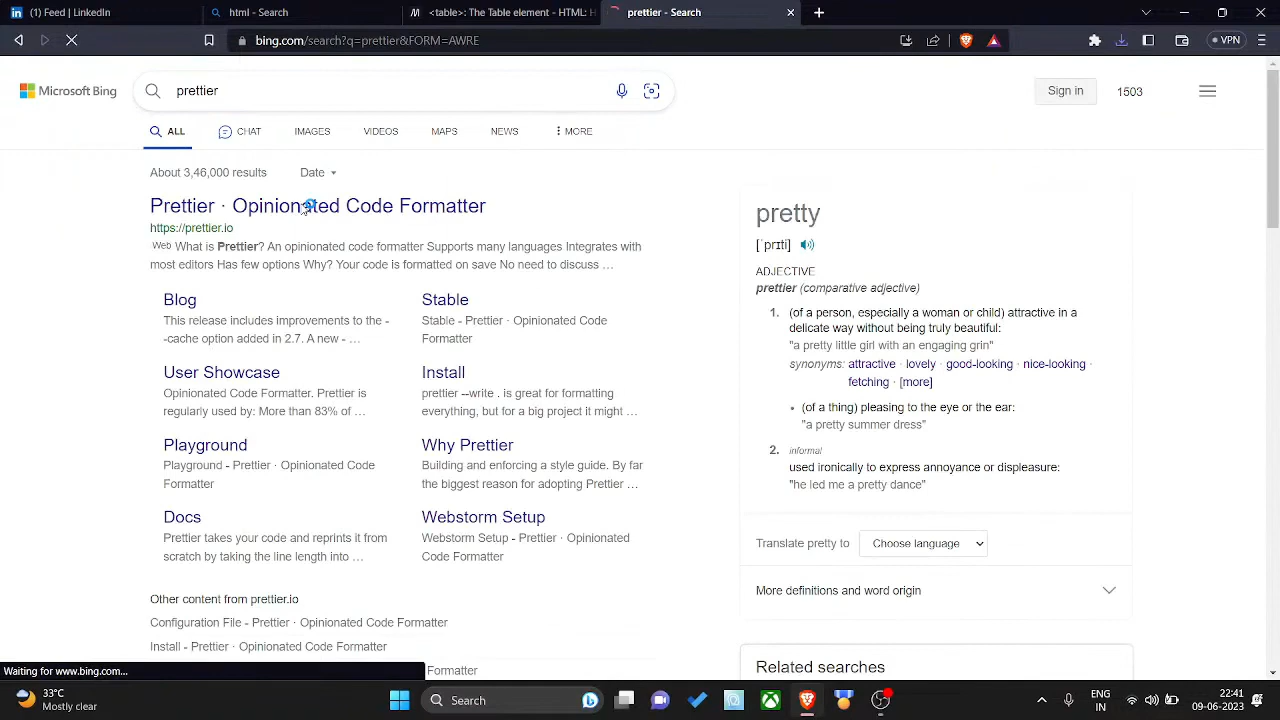 (1) Feed | LinkedIn
html - Search
<table>: The Table element - HTML: H
prettier - Search
bing.com/search?q=prettier&FORM=AWRE
VPN
Microsoft Bing
prettier
Sign in
1503
ALL
CHAT
IMAGES
VIDEOS
MAPS
NEWS
MORE
About 3,46,000 results
Date
Prettier · Opinionated Code Formatter
https://prettier.io
Web What is Prettier? An opinionated code formatter Supports many languages Integrates with
most editors Has few options Why? Your code is formatted on save No need to discuss …
Blog
This release includes improvements to the -
-cache option added in 2.7. A new - …
Stable
Stable - Prettier · Opinionated Code
Formatter
User Showcase
Opinionated Code Formatter. Prettier is
regularly used by: More than 83% of …
Install
prettier --write . is great for formatting
everything, but for a big project it might …
Playground
Playground - Prettier · Opinionated Code
Formatter
Why Prettier
Building and enforcing a style guide. By far
the biggest reason for adopting Prettier …
Docs
Prettier takes your code and reprints it from
scratch by taking the line length into …
Webstorm Setup
Webstorm Setup - Prettier · Opinionated
Code Formatter
Other content from prettier.io
Configuration File - Prettier · Opinionated Code Formatter
Install - Prettier · Opinionated Code Formatter
Formatter
pretty
[ˈprɪti]
ADJECTIVE
prettier (comparative adjective)
1. (of a person, especially a woman or child) attractive in a
delicate way without being truly beautiful:
"a pretty little girl with an engaging grin"
synonyms: attractive · lovely · good-looking · nice-looking ·
fetching · [more]
• (of a thing) pleasing to the eye or the ear:
"a pretty summer dress"
2. informal
used ironically to express annoyance or displeasure:
"he led me a pretty dance"
Translate pretty to
Choose language
More definitions and word origin
Related searches
Waiting for www.bing.com...
33°C
Mostly clear
Search
ENG
IN
22:41
09-06-2023